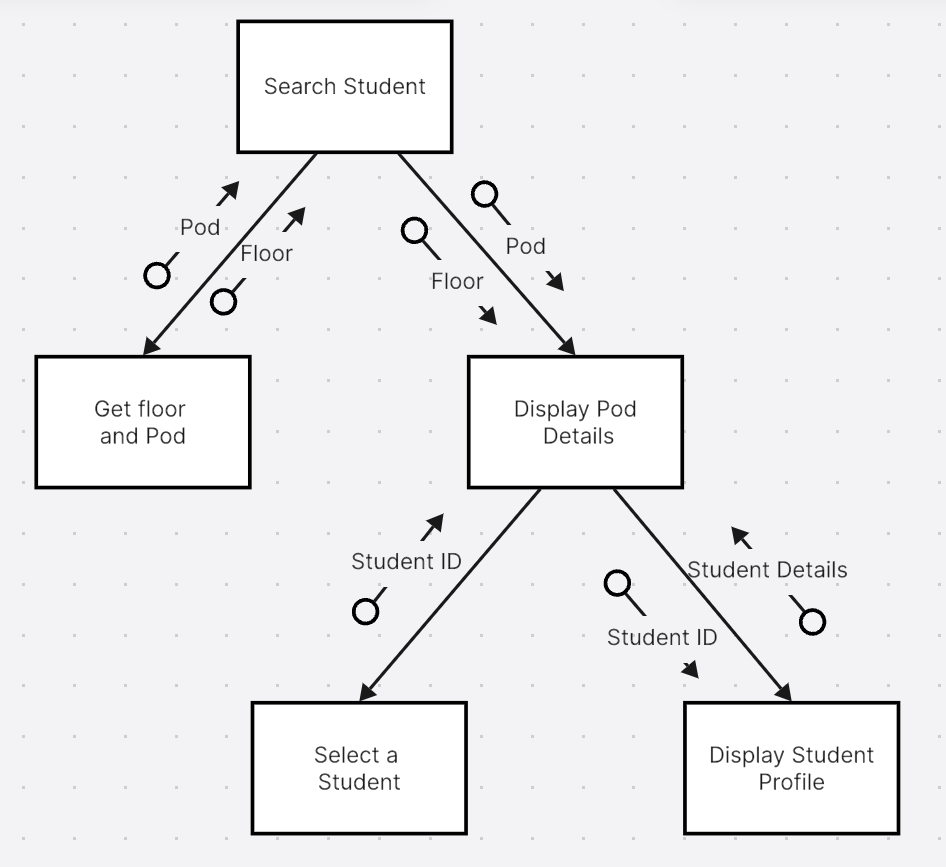 Search Student
Pod
Floor
Pod
Floor
Get floor
and Pod
Display Pod
Details
Student ID
Student Details
Student ID
Select a
Student
Display Student
Profile